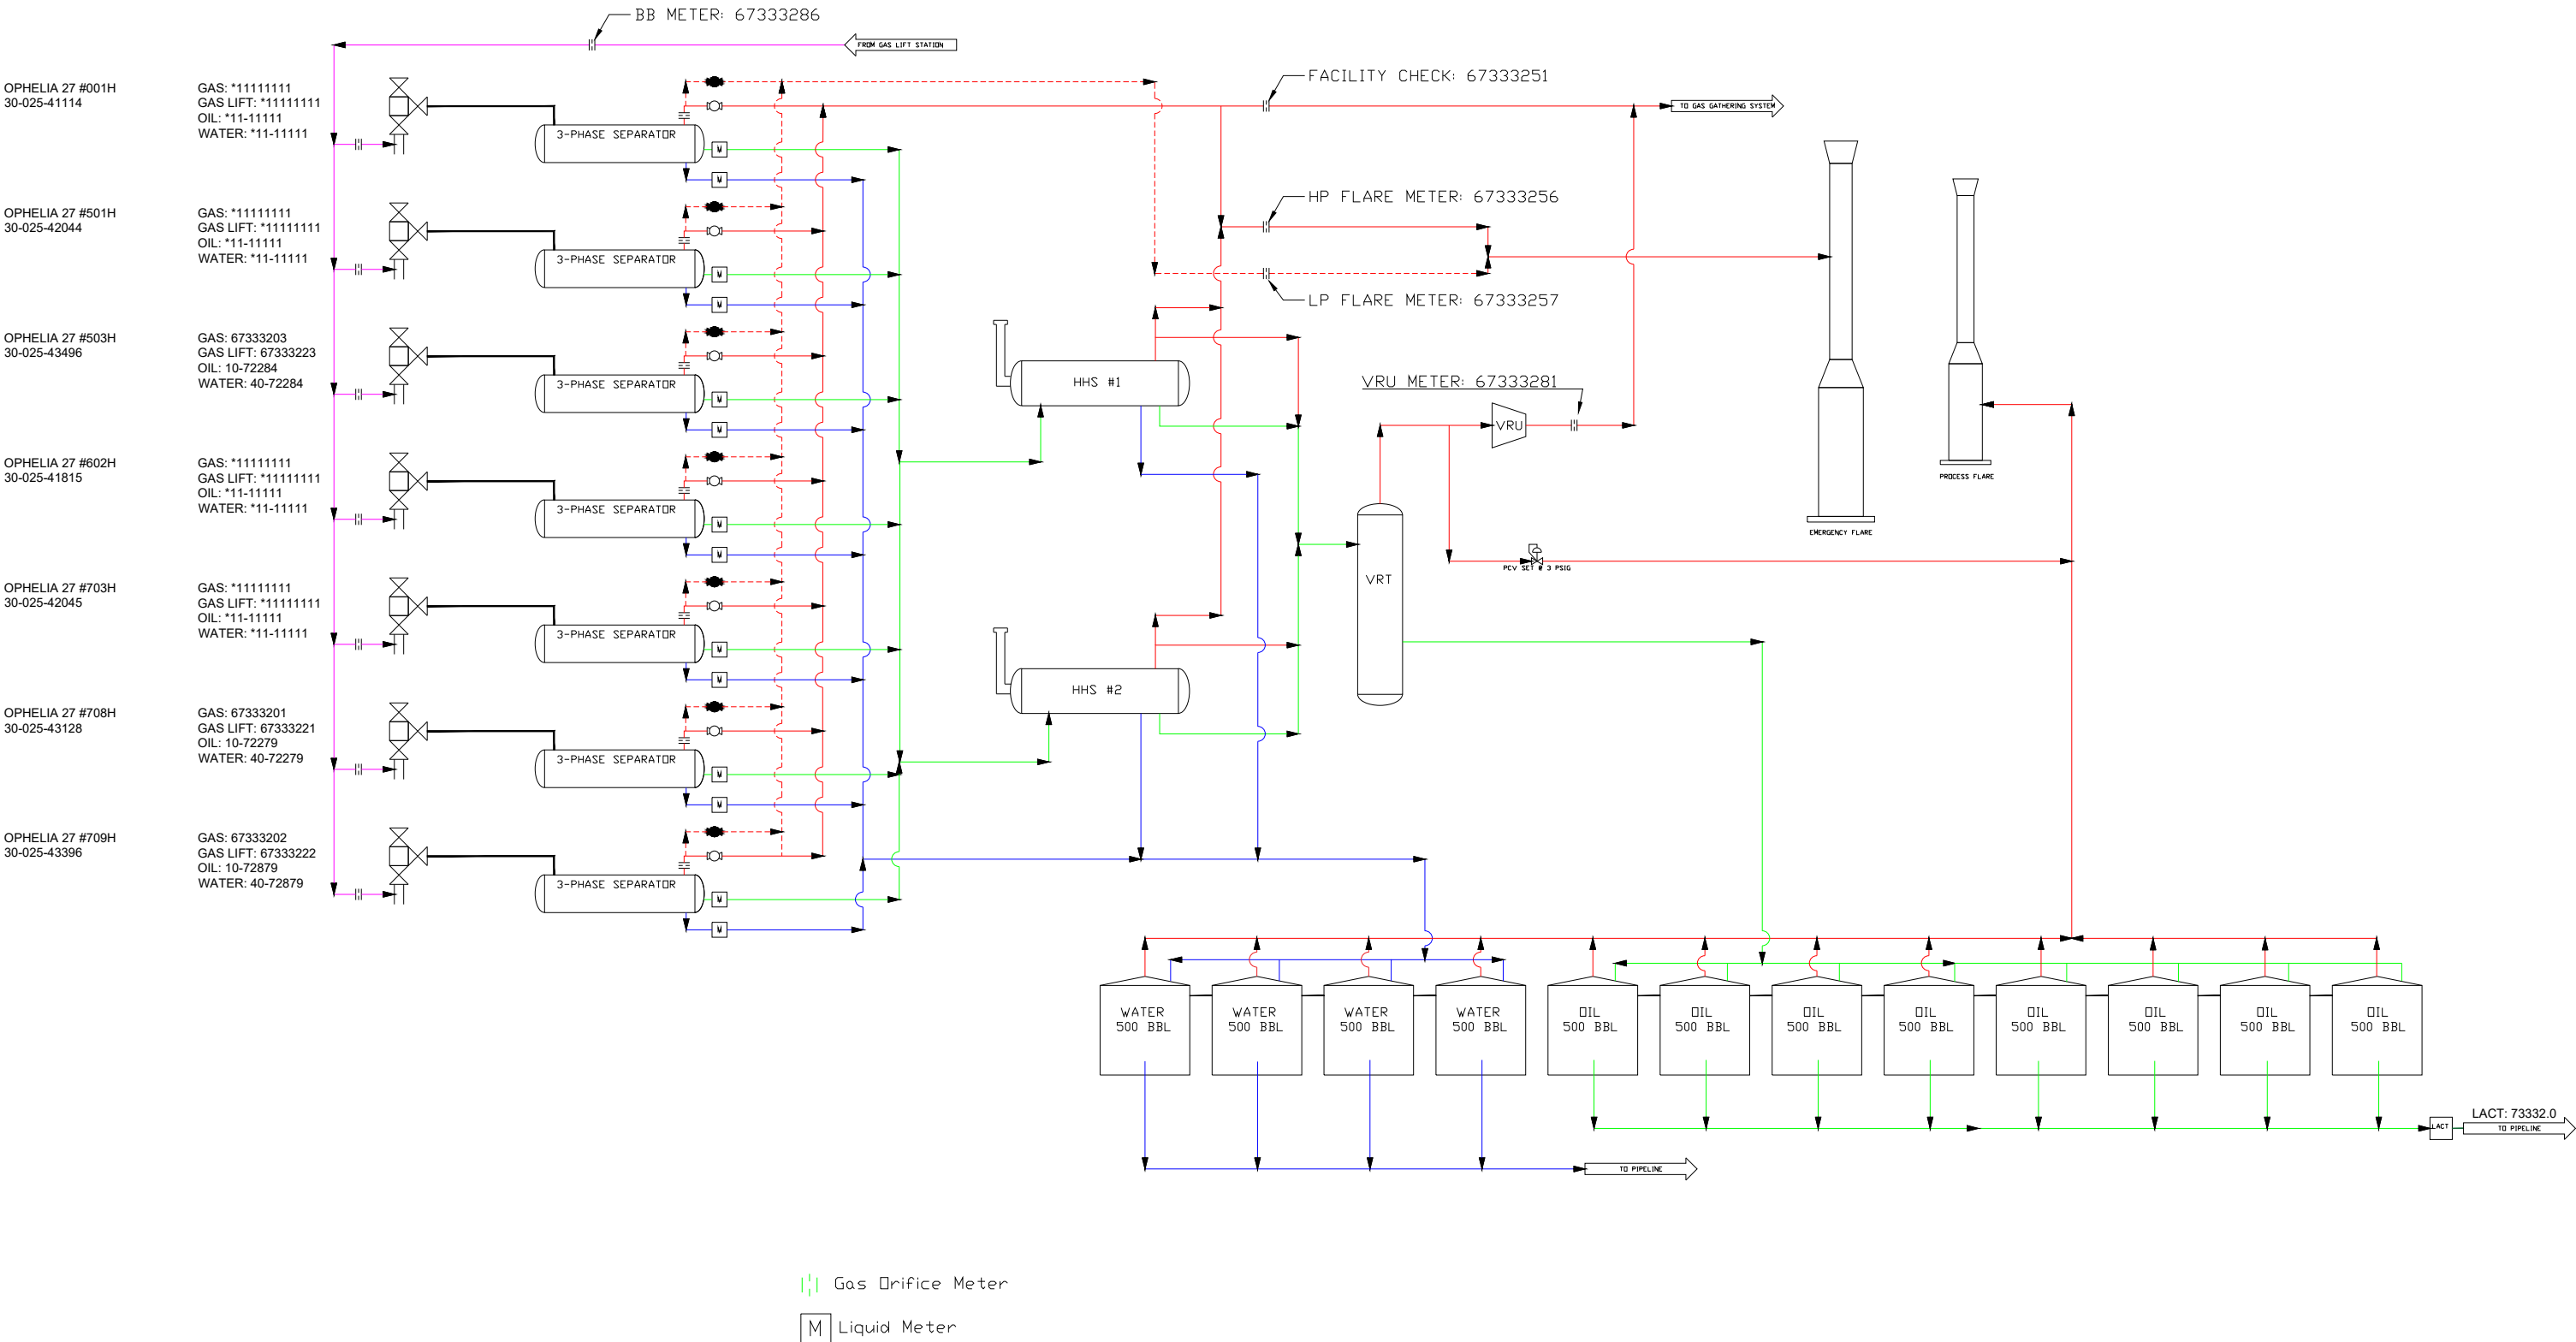 BB METER: 67333286
FROM GAS LIFT STATION
OPHELIA 27 #001H
30-025-41114
GAS: *11111111
GAS LIFT: *11111111
OIL: *11-11111
WATER: *11-11111
3-PHASE SEPARATOR
M
M
FACILITY CHECK: 67333251
TO GAS GATHERING SYSTEM
OPHELIA 27 #501H
30-025-42044
GAS: *11111111
GAS LIFT: *11111111
OIL: *11-11111
WATER: *11-11111
3-PHASE SEPARATOR
M
M
HP FLARE METER: 67333256
LP FLARE METER: 67333257
OPHELIA 27 #503H
30-025-43496
GAS: 67333203
GAS LIFT: 67333223
OIL: 10-72284
WATER: 40-72284
3-PHASE SEPARATOR
M
M
HHS #1
VRU METER: 67333281
VRU
OPHELIA 27 #602H
30-025-41815
GAS: *11111111
GAS LIFT: *11111111
OIL: *11-11111
WATER: *11-11111
3-PHASE SEPARATOR
M
M
PROCESS FLARE
EMERGENCY FLARE
PCV SET @ 3 PSIG
VRT
OPHELIA 27 #703H
30-025-42045
GAS: *11111111
GAS LIFT: *11111111
OIL: *11-11111
WATER: *11-11111
3-PHASE SEPARATOR
M
M
HHS #2
OPHELIA 27 #708H
30-025-43128
GAS: 67333201
GAS LIFT: 67333221
OIL: 10-72279
WATER: 40-72279
3-PHASE SEPARATOR
M
M
OPHELIA 27 #709H
30-025-43396
GAS: 67333202
GAS LIFT: 67333222
OIL: 10-72879
WATER: 40-72879
3-PHASE SEPARATOR
M
M
WATER
500 BBL
WATER
500 BBL
WATER
500 BBL
WATER
500 BBL
OIL
500 BBL
OIL
500 BBL
OIL
500 BBL
OIL
500 BBL
OIL
500 BBL
OIL
500 BBL
OIL
500 BBL
OIL
500 BBL
LACT: 73332.0
LACT
TO PIPELINE
TO PIPELINE
Gas Orifice Meter
M Liquid Meter